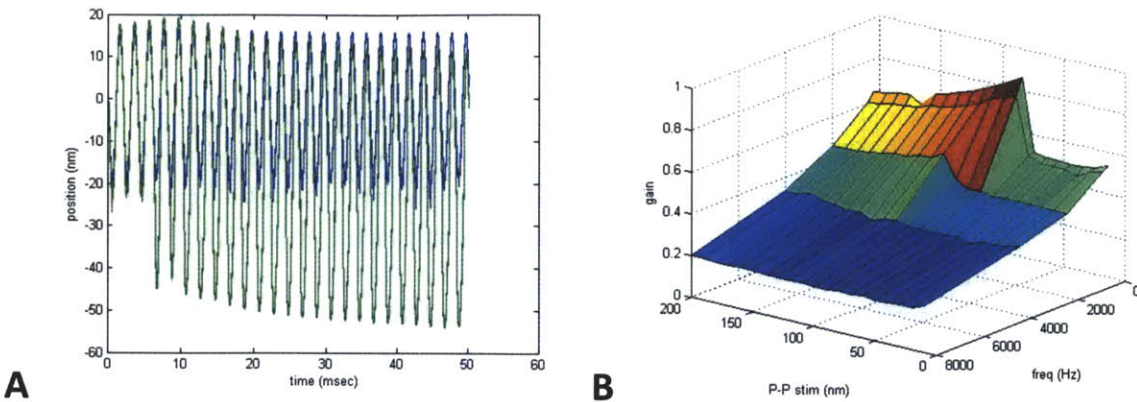 20
10
0
-10
-20
-30
-40
-50
-60
position (nm)
0 10 20 30 40 50 60
time (msec)
A
1
0.8
0.6
0.4
0.2
0
gain
200 150 100 50 0
P-P stim (nm)
8000 6000 4000 2000 0
freq (Hz)
B